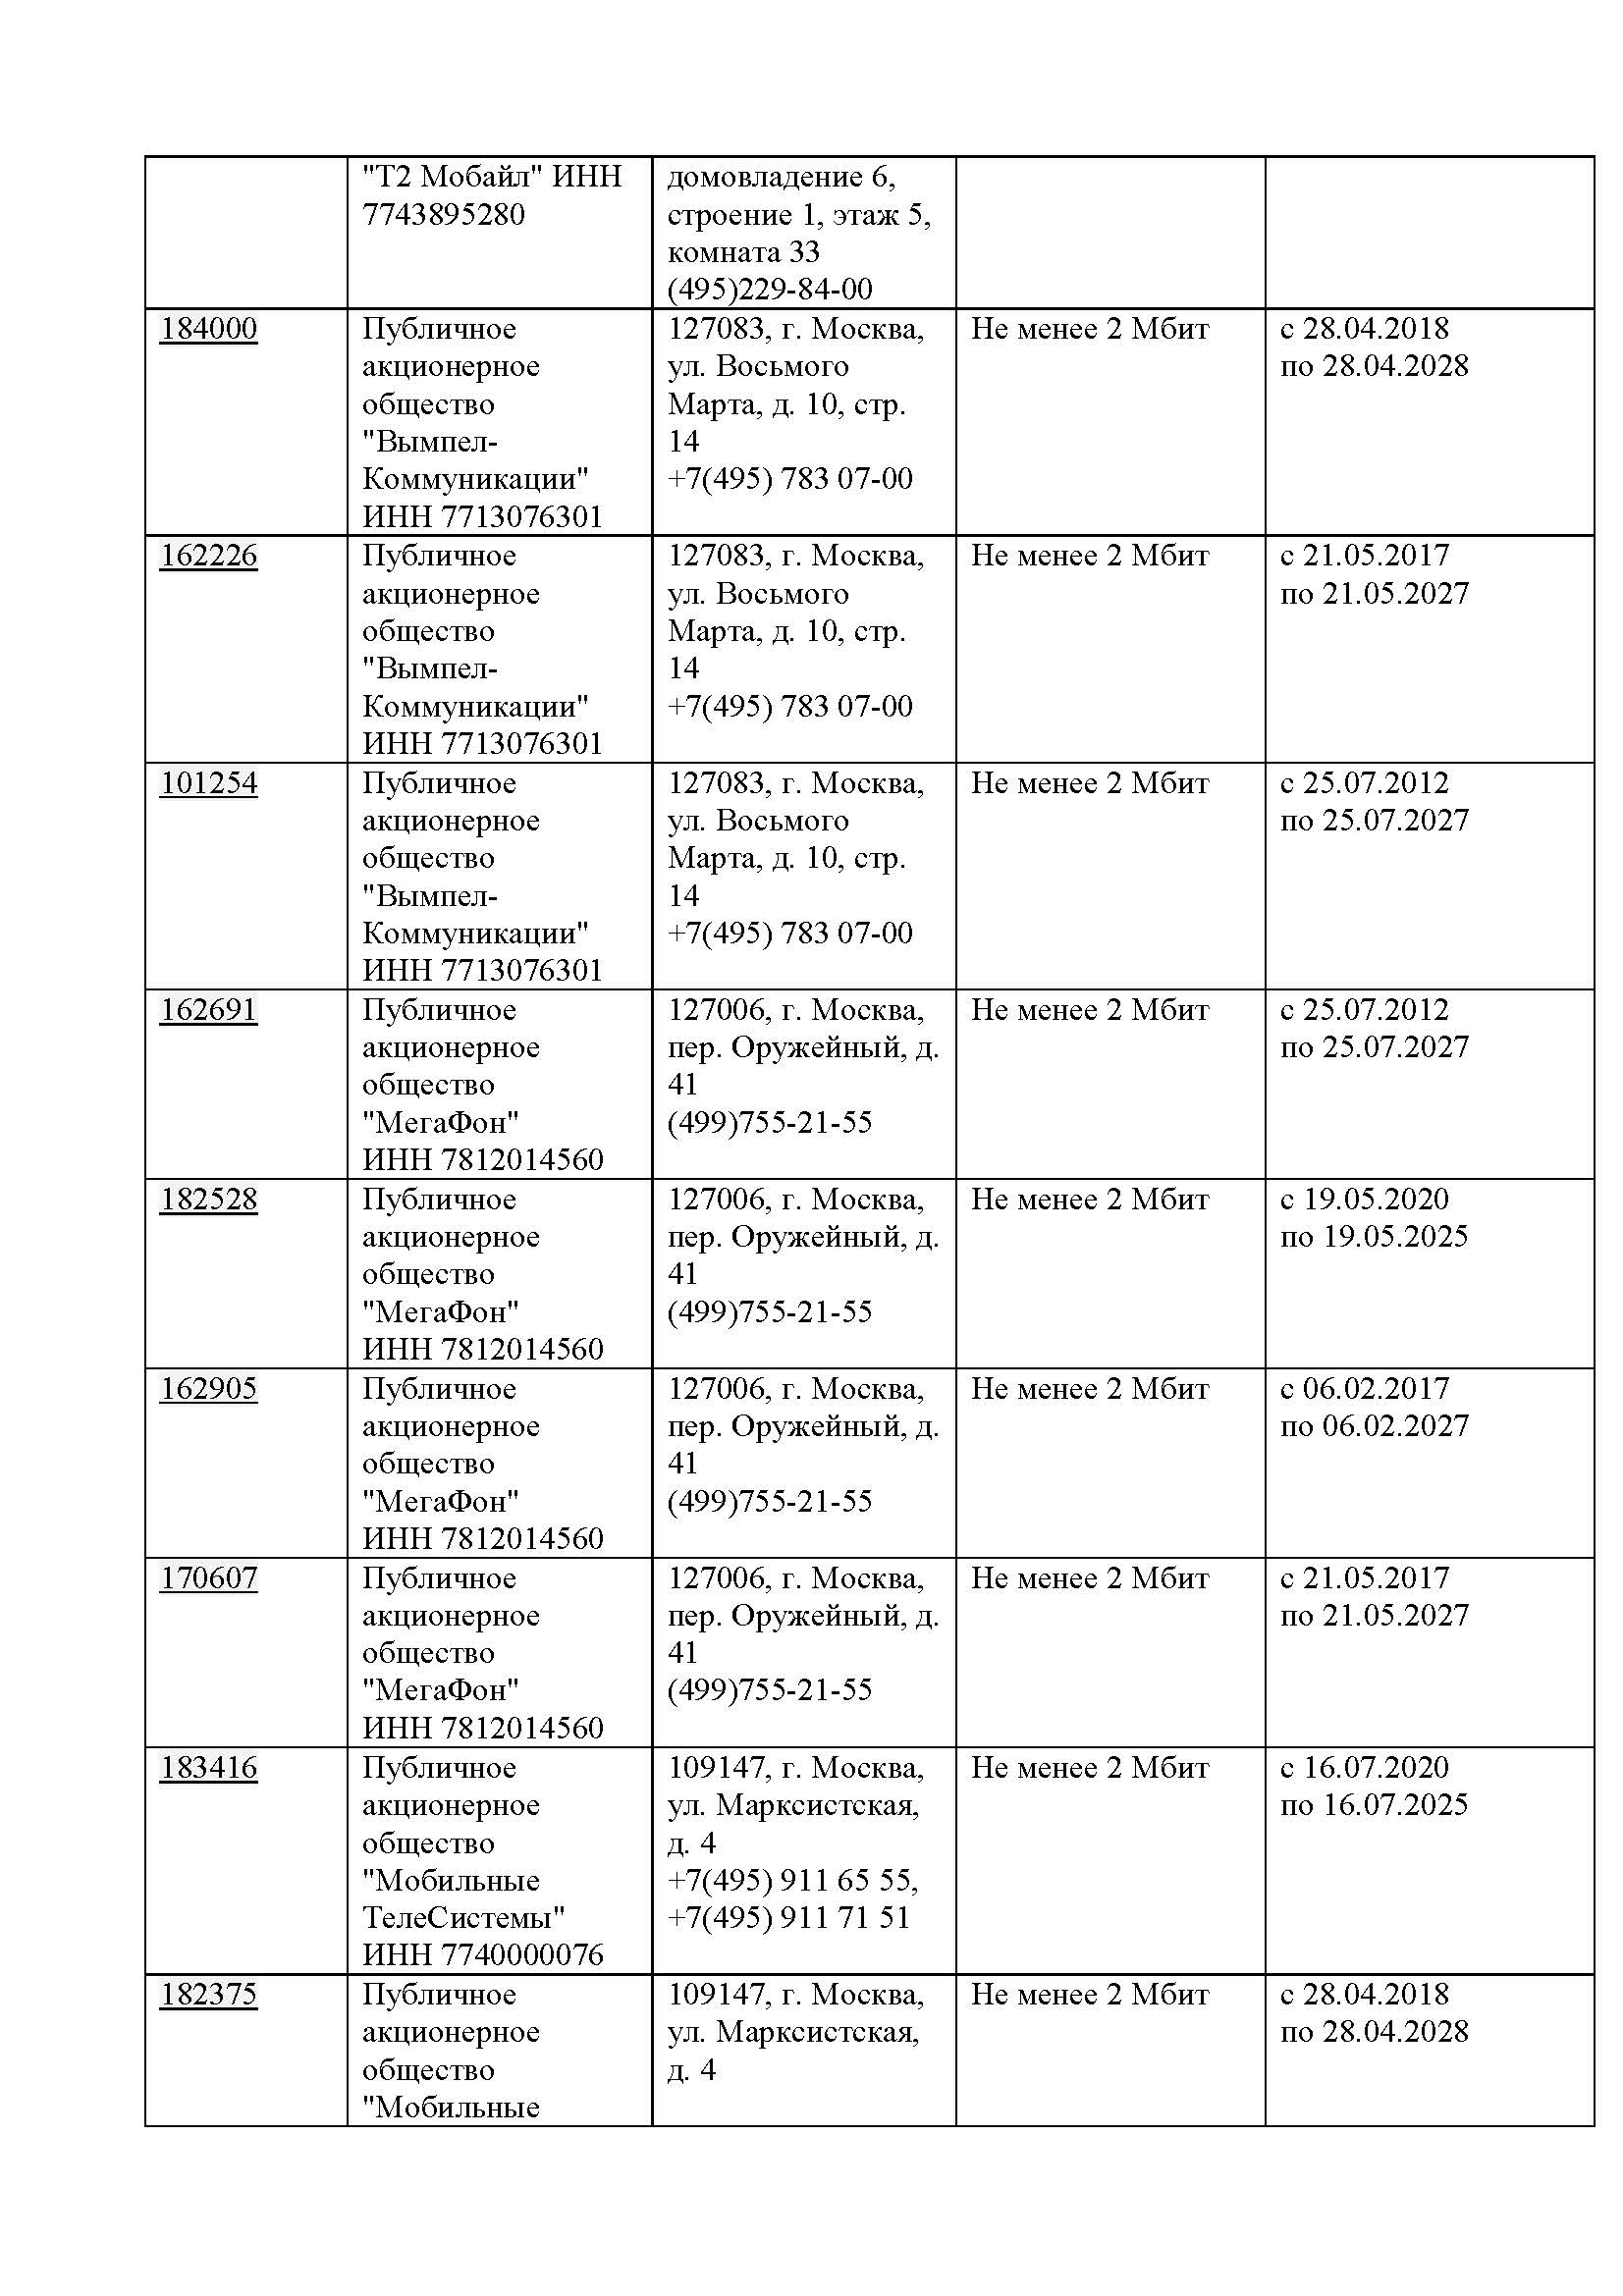 "Т2 Мобайл" ИНН
7743895280
домовладение 6,
строение 1, этаж 5,
комната 33
(495)229-84-00
184000
Публичное
акционерное
общество
"Вымпел-
Коммуникации"
ИНН 7713076301
127083, г. Москва,
ул. Восьмого
Марта, д. 10, стр.
14
+7(495) 783 07-00
Не менее 2 Мбит
с 28.04.2018
по 28.04.2028
162226
Публичное
акционерное
общество
"Вымпел-
Коммуникации"
ИНН 7713076301
127083, г. Москва,
ул. Восьмого
Марта, д. 10, стр.
14
+7(495) 783 07-00
Не менее 2 Мбит
с 21.05.2017
по 21.05.2027
101254
Публичное
акционерное
общество
"Вымпел-
Коммуникации"
ИНН 7713076301
127083, г. Москва,
ул. Восьмого
Марта, д. 10, стр.
14
+7(495) 783 07-00
Не менее 2 Мбит
с 25.07.2012
по 25.07.2027
162691
Публичное
акционерное
общество
"МегаФон"
ИНН 7812014560
127006, г. Москва,
пер. Оружейный, д.
41
(499)755-21-55
Не менее 2 Мбит
с 25.07.2012
по 25.07.2027
182528
Публичное
акционерное
общество
"МегаФон"
ИНН 7812014560
127006, г. Москва,
пер. Оружейный, д.
41
(499)755-21-55
Не менее 2 Мбит
с 19.05.2020
по 19.05.2025
162905
Публичное
акционерное
общество
"МегаФон"
ИНН 7812014560
127006, г. Москва,
пер. Оружейный, д.
41
(499)755-21-55
Не менее 2 Мбит
с 06.02.2017
по 06.02.2027
170607
Публичное
акционерное
общество
"МегаФон"
ИНН 7812014560
127006, г. Москва,
пер. Оружейный, д.
41
(499)755-21-55
Не менее 2 Мбит
с 21.05.2017
по 21.05.2027
183416
Публичное
акционерное
общество
"Мобильные
ТелеСистемы"
ИНН 7740000076
109147, г. Москва,
ул. Марксистская,
д. 4
+7(495) 911 65 55,
+7(495) 911 71 51
Не менее 2 Мбит
с 16.07.2020
по 16.07.2025
182375
Публичное
акционерное
общество
"Мобильные
109147, г. Москва,
ул. Марксистская,
д. 4
Не менее 2 Мбит
с 28.04.2018
по 28.04.2028